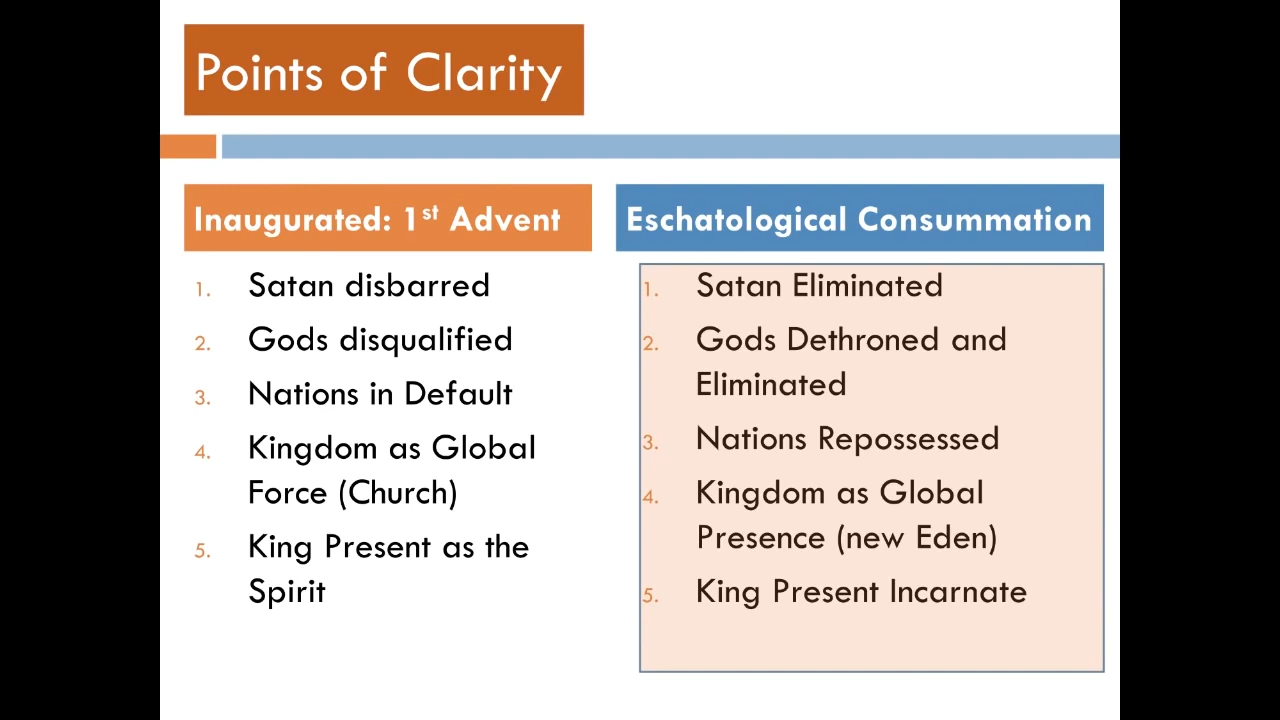 Points of Clarity
Inaugurated: 1st Advent
1. Satan disbarred
2. Gods disqualified
3. Nations in Default
4. Kingdom as Global
Force (Church)
5. King Present as the
Spirit
Eschatological Consummation
1. Satan Eliminated
2. Gods Dethroned and
Eliminated
3. Nations Repossessed
4. Kingdom as Global
Presence (new Eden)
5. King Present Incarnate